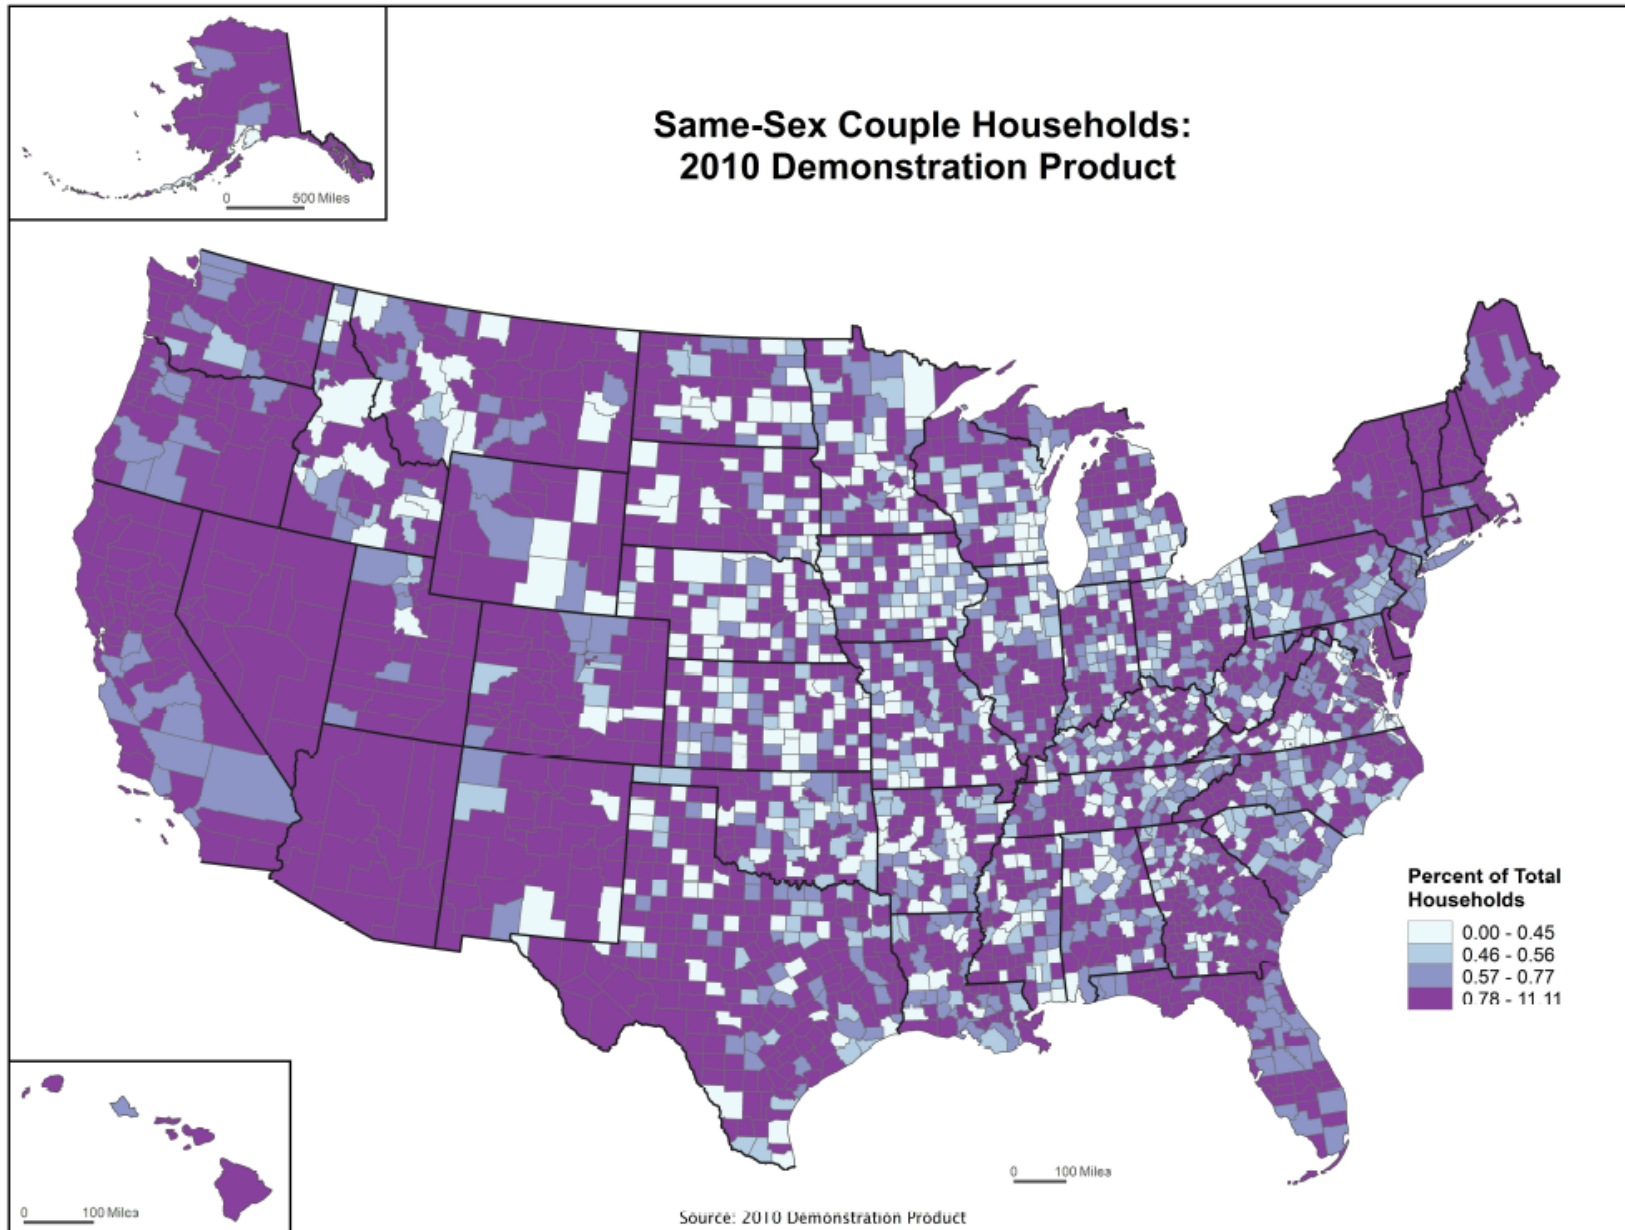 0 500 Miles
Same-Sex Couple Households:
2010 Demonstration Product
Percent of Total
Households
0.00 - 0.45
0.46 - 0.56
0.57 - 0.77
0.78 - 11.11
0 100 Miles
0 100 Miles
Source: 2010 Demonstration Product